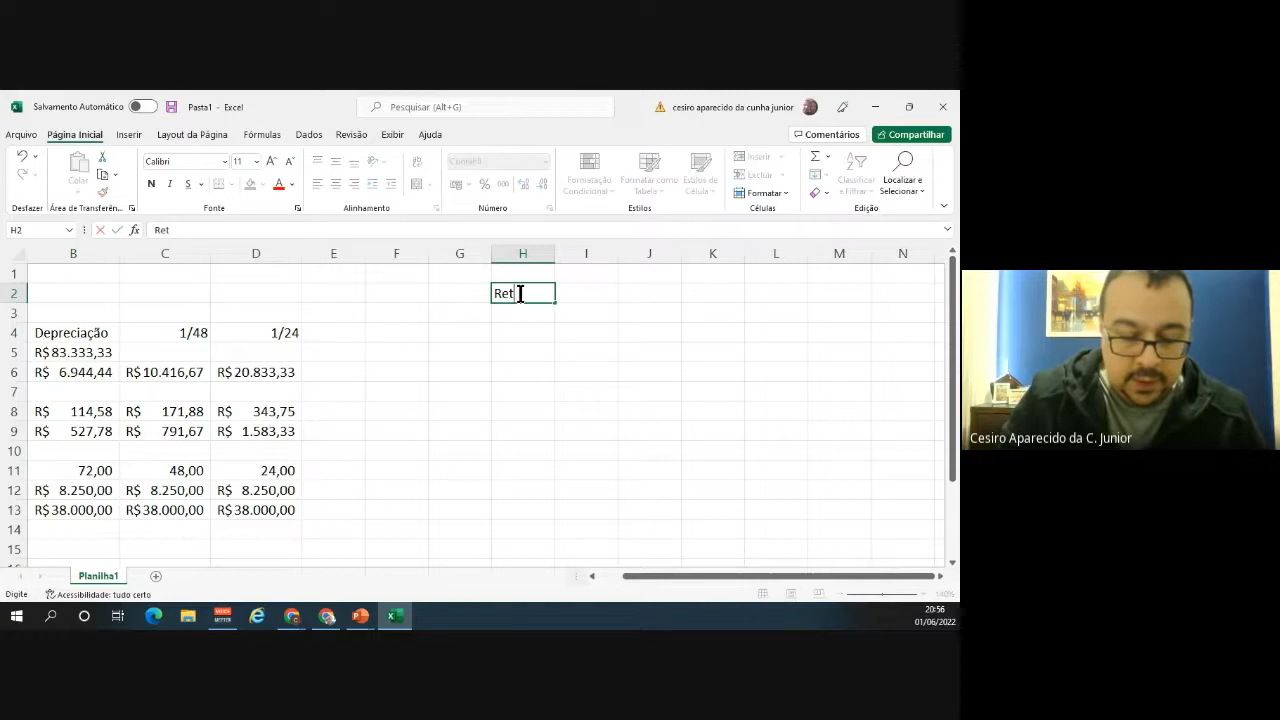 Salvamento Automático
Pasta1 - Excel
Pesquisar (Alt+G)
cesiro aparecido da cunha junior
Arquivo Página Inicial Inserir Layout da Página Fórmulas Dados Revisão Exibir Ajuda
Comentários Compartilhar
Colar
Calibri 11
N I S
Comentários
Formatação Condicional
Formatar como Tabela
Estilos de Célula
Inserir
Excluir
Formatar
Classificar e Filtrar
Localizar e Selecionar
Desfazer Área de Transferên... Fonte Alinhamento Número Estilos Células Edição
H2 fx Ret
B C D E F G H I J K L M N
1
2 Ret
3
4 Depreciação 1/48 1/24
5 R$ 83.333,33
6 R$ 6.944,44 R$ 10.416,67 R$ 20.833,33
7
8 R$ 114,58 R$ 171,88 R$ 343,75
9 R$ 527,78 R$ 791,67 R$ 1.583,33
10
11 72,00 48,00 24,00
12 R$ 8.250,00 R$ 8.250,00 R$ 8.250,00
13 R$ 38.000,00 R$ 38.000,00 R$ 38.000,00
14
15
Planilha1
Digite Acessibilidade: tudo certo 140%
20:56
01/06/2022
Cesiro Aparecido da C. Junior